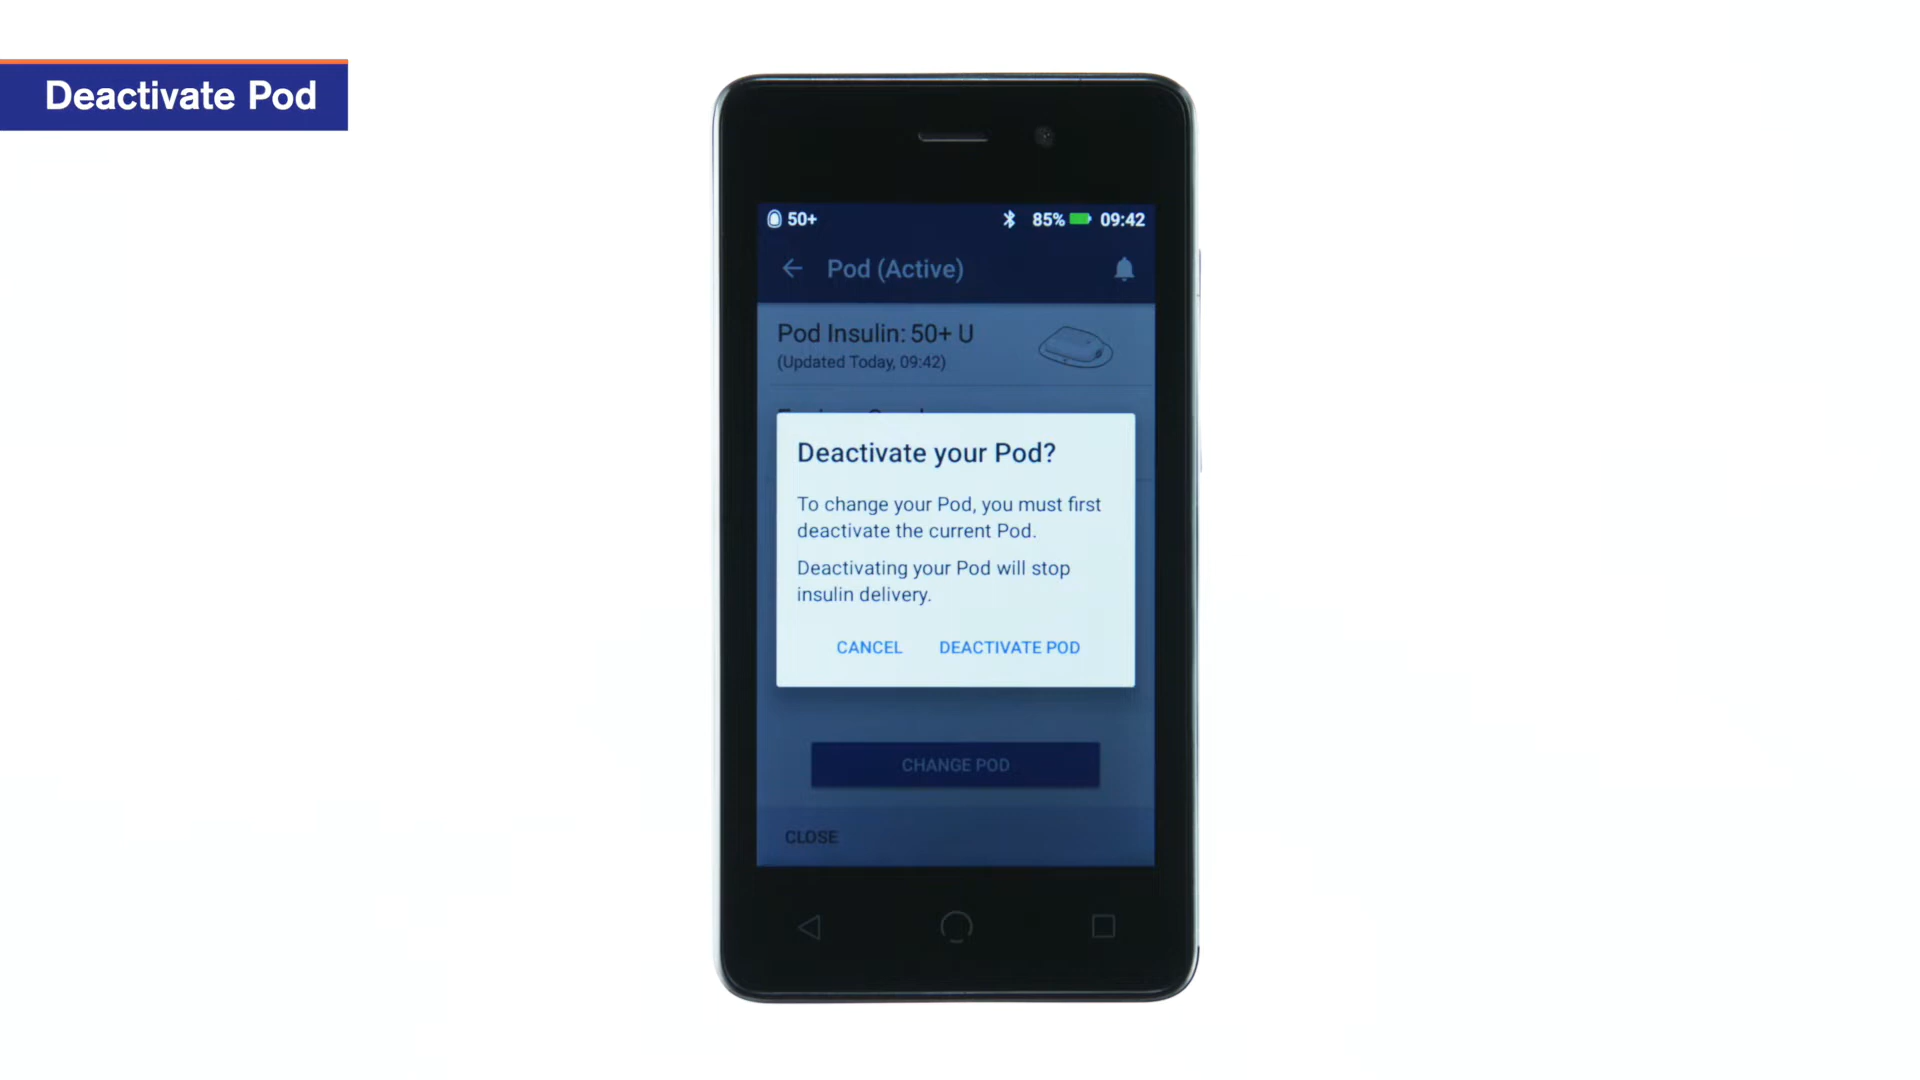 Deactivate Pod
50+ 85% 09:42
Pod (Active)
Pod Insulin: 50+ U
(Updated Today, 09:42)
Deactivate your Pod?
To change your Pod, you must first
deactivate the current Pod.
Deactivating your Pod will stop
insulin delivery.
CANCEL DEACTIVATE POD
CHANGE POD
CLOSE